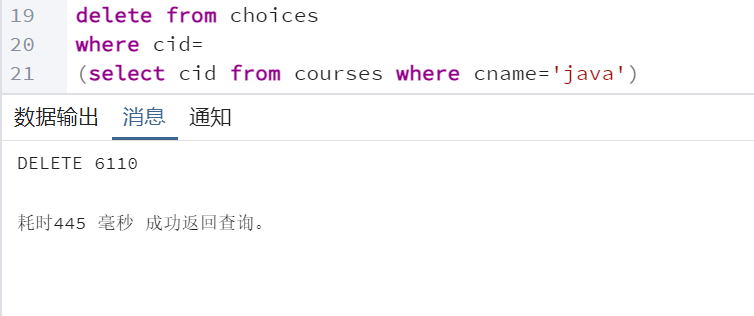 19 delete from choices
20 where cid=
21 (select cid from courses where cname='java')
数据输出 消息 通知
DELETE 6110
耗时445 毫秒 成功返回查询。